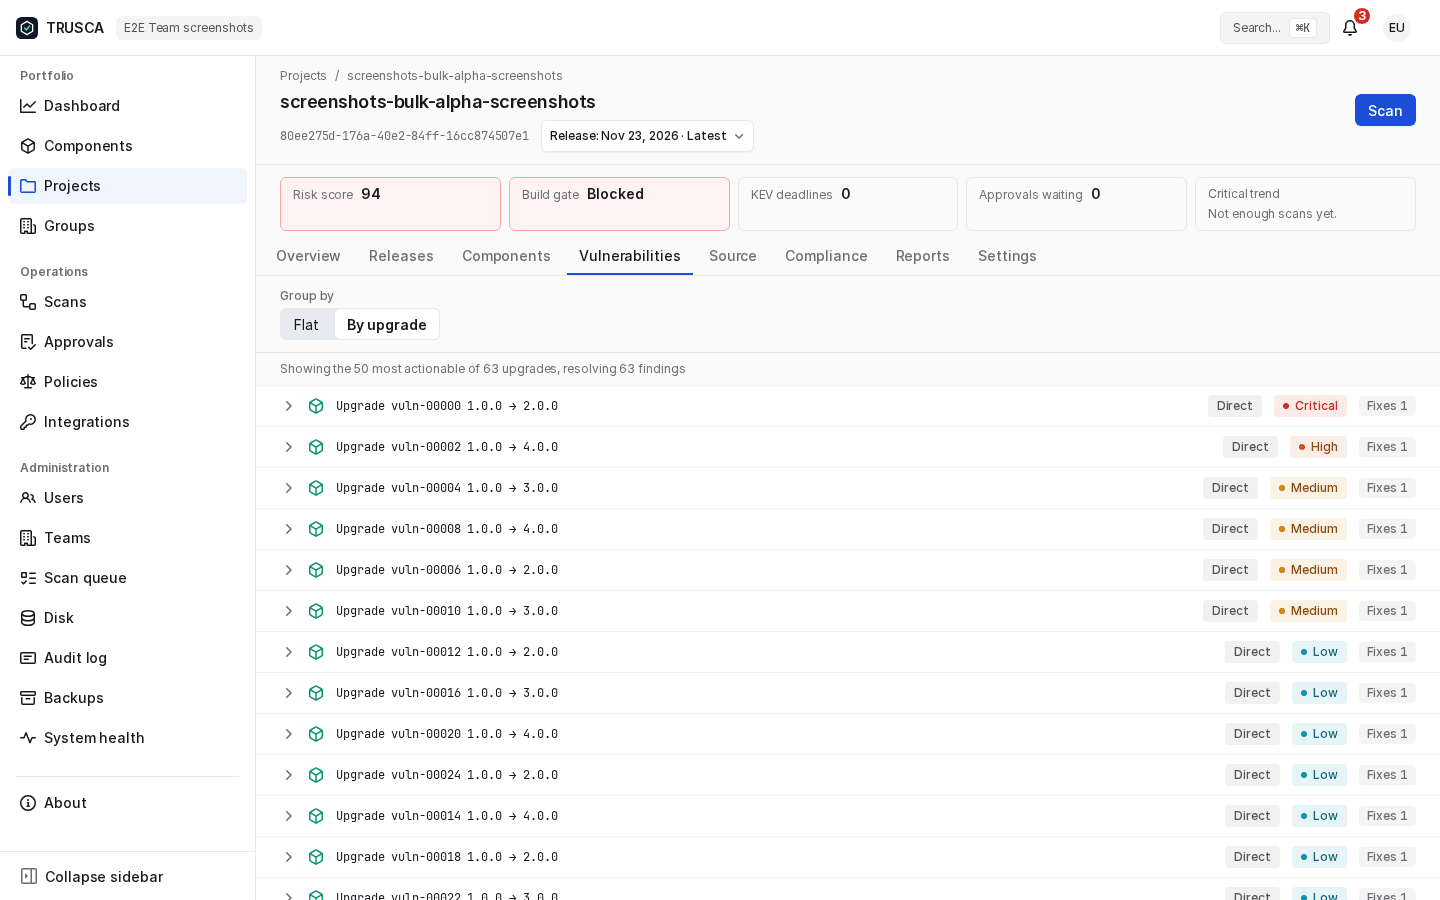 TRUSCA
E2E Team screenshots
Search... ⌘K
3
EU
Portfolio
Dashboard
Components
Projects
Groups
Operations
Scans
Approvals
Policies
Integrations
Administration
Users
Teams
Scan queue
Disk
Audit log
Backups
System health
About
Collapse sidebar
Projects / screenshots-bulk-alpha-screenshots
screenshots-bulk-alpha-screenshots
80ee275d-176a-40e2-84ff-16cc874507e1
Release: Nov 23, 2026 · Latest
Scan
Risk score 94
Build gate Blocked
KEV deadlines 0
Approvals waiting 0
Critical trend
Not enough scans yet.
Overview Releases Components Vulnerabilities Source Compliance Reports Settings
Group by
Flat By upgrade
Showing the 50 most actionable of 63 upgrades, resolving 63 findings
Upgrade vuln-00000 1.0.0 → 2.0.0 Direct Critical Fixes 1
Upgrade vuln-00002 1.0.0 → 4.0.0 Direct High Fixes 1
Upgrade vuln-00004 1.0.0 → 3.0.0 Direct Medium Fixes 1
Upgrade vuln-00008 1.0.0 → 4.0.0 Direct Medium Fixes 1
Upgrade vuln-00006 1.0.0 → 2.0.0 Direct Medium Fixes 1
Upgrade vuln-00010 1.0.0 → 3.0.0 Direct Medium Fixes 1
Upgrade vuln-00012 1.0.0 → 2.0.0 Direct Low Fixes 1
Upgrade vuln-00016 1.0.0 → 3.0.0 Direct Low Fixes 1
Upgrade vuln-00020 1.0.0 → 4.0.0 Direct Low Fixes 1
Upgrade vuln-00024 1.0.0 → 2.0.0 Direct Low Fixes 1
Upgrade vuln-00014 1.0.0 → 4.0.0 Direct Low Fixes 1
Upgrade vuln-00018 1.0.0 → 2.0.0 Direct Low Fixes 1
Upgrade vuln-00022 1.0.0 → 3.0.0 Direct Low Fixes 1